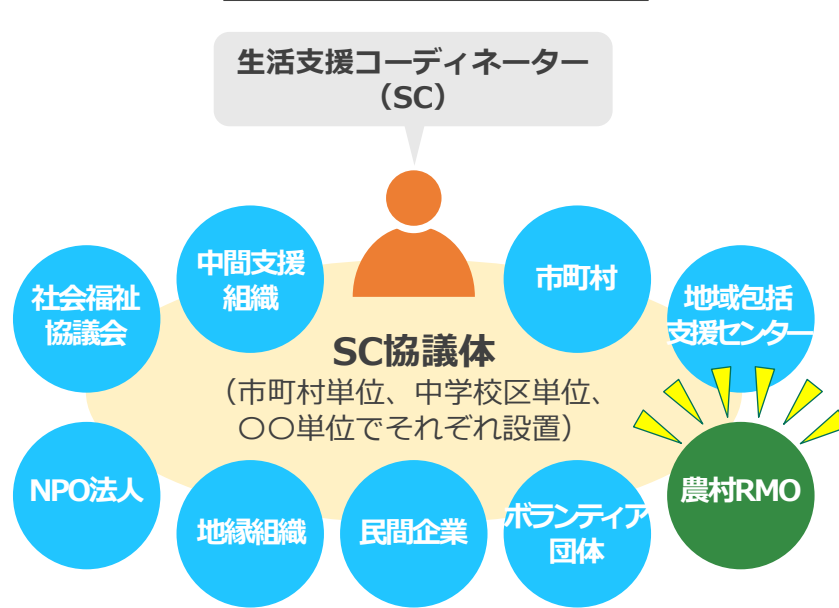 生活支援コーディネーター
（SC）
中間支援
組織
市町村
社会福祉
協議会
地域包括
支援センター
SC協議体
（市町村単位、中学校区単位、
〇〇単位でそれぞれ設置）
NPO法人
農村RMO
地縁組織
民間企業
ボランティア
団体